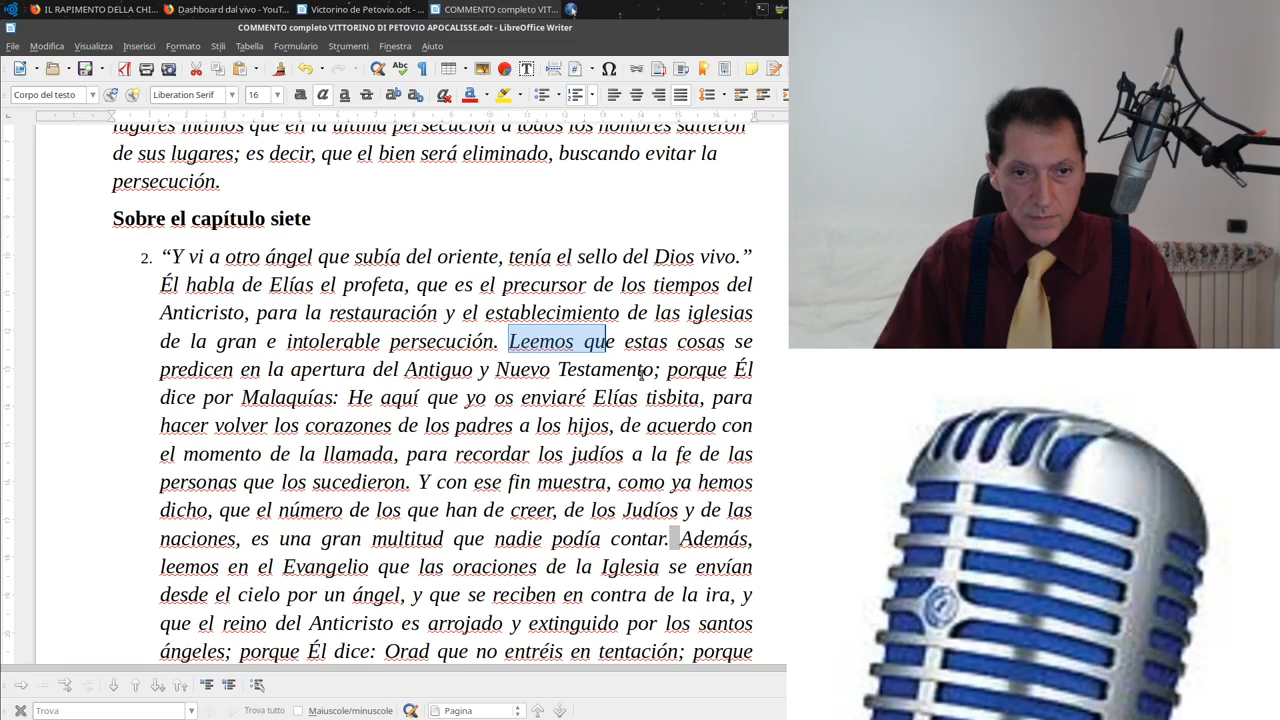 IL RAPIMENTO DELLA CHI... Dashboard dal vivo - YouT... Victorino de Petovio.odt - ... COMMENTO completo VIT...
COMMENTO completo VITTORINO DI PETOVIO APOCALISSE.odt - LibreOffice Writer
File Modifica Visualizza Inserisci Formato Stili Tabella Formulario Strumenti Finestra Aiuto
Corpo del testo Liberation Serif 16
lugares íntimos que en la última persecución a todos los hombres salieron
de sus lugares; es decir, que el bien será eliminado, buscando evitar la
persecución.
Sobre el capítulo siete
2. “Y vi a otro ángel que subía del oriente, tenía el sello del Dios vivo.”
Él habla de Elías el profeta, que es el precursor de los tiempos del
Anticristo, para la restauración y el establecimiento de las iglesias
de la gran e intolerable persecución. Leemos que estas cosas se
predicen en la apertura del Antiguo y Nuevo Testamento; porque Él
dice por Malaquías: He aquí que yo os enviaré Elías tisbita, para
hacer volver los corazones de los padres a los hijos, de acuerdo con
el momento de la llamada, para recordar los judíos a la fe de las
personas que los sucedieron. Y con ese fin muestra, como ya hemos
dicho, que el número de los que han de creer, de los Judíos y de las
naciones, es una gran multitud que nadie podía contar. Además,
leemos en el Evangelio que las oraciones de la Iglesia se envían
desde el cielo por un ángel, y que se reciben en contra de la ira, y
que el reino del Anticristo es arrojado y extinguido por los santos
ángeles; porque Él dice: Orad que no entréis en tentación; porque
Trova Trova tutto Maiuscole/minuscole Pagina